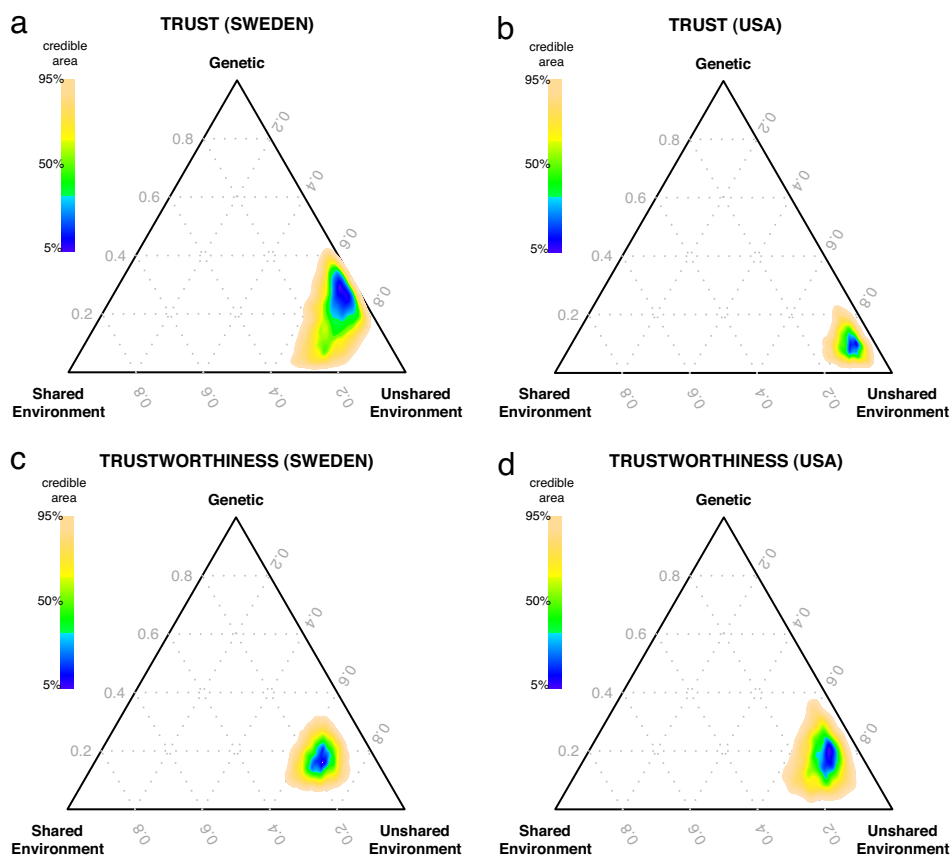 a
TRUST (SWEDEN)
credible
area
95%
50%
5%
Genetic
0.8
0.6
0.4
0.2
0.2
0.4
0.6
0.8
0.8
0.6
0.4
0.2
Shared
Environment
Unshared
Environment
b
TRUST (USA)
credible
area
95%
50%
5%
Genetic
0.8
0.6
0.4
0.2
0.2
0.4
0.6
0.8
0.8
0.6
0.4
0.2
Shared
Environment
Unshared
Environment
c
TRUSTWORTHINESS (SWEDEN)
credible
area
95%
50%
5%
Genetic
0.8
0.6
0.4
0.2
0.2
0.4
0.6
0.8
0.8
0.6
0.4
0.2
Shared
Environment
Unshared
Environment
d
TRUSTWORTHINESS (USA)
credible
area
95%
50%
5%
Genetic
0.8
0.6
0.4
0.2
0.2
0.4
0.6
0.8
0.8
0.6
0.4
0.2
Shared
Environment
Unshared
Environment